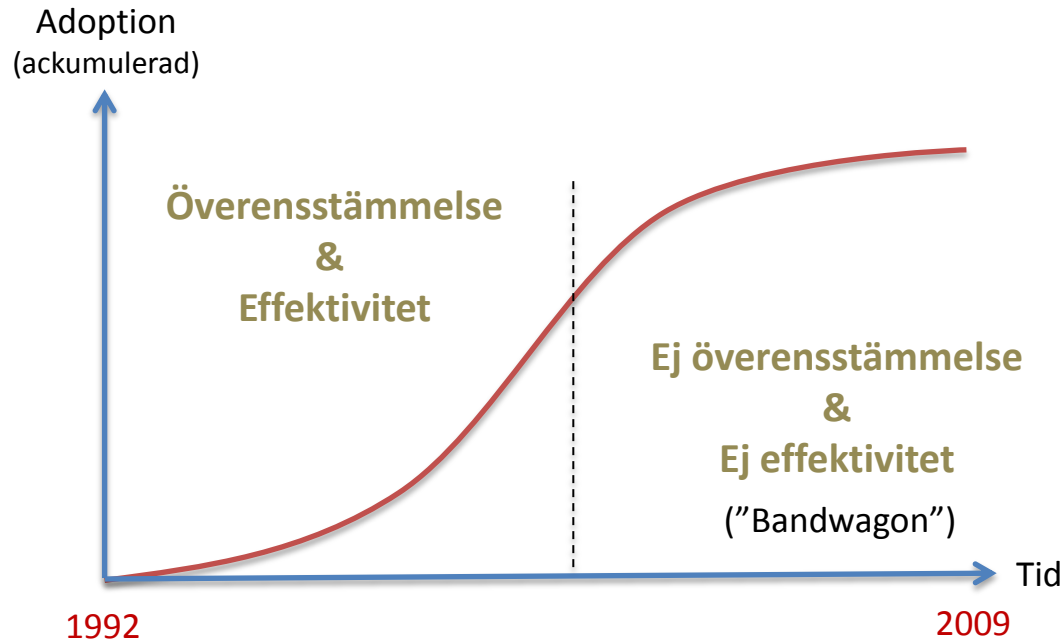 Adoption
(ackumulerad)
Överensstämmelse
&
Effektivitet
Ej överensstämmelse
&
Ej effektivitet
(”Bandwagon”)
Tid
1992
2009